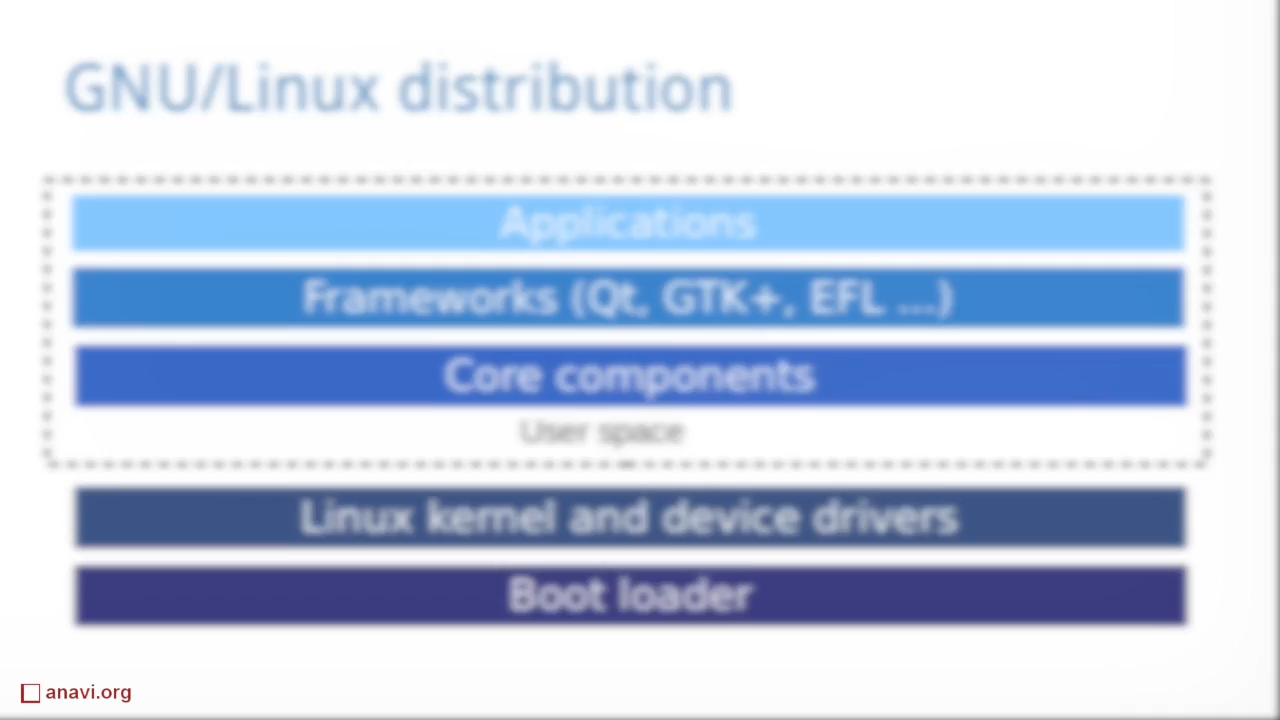 GNU/Linux distribution
Applications
Frameworks (Qt, GTK+, EFL ...)
Core components
User space
Linux kernel and device drivers
Boot loader
anavi.org